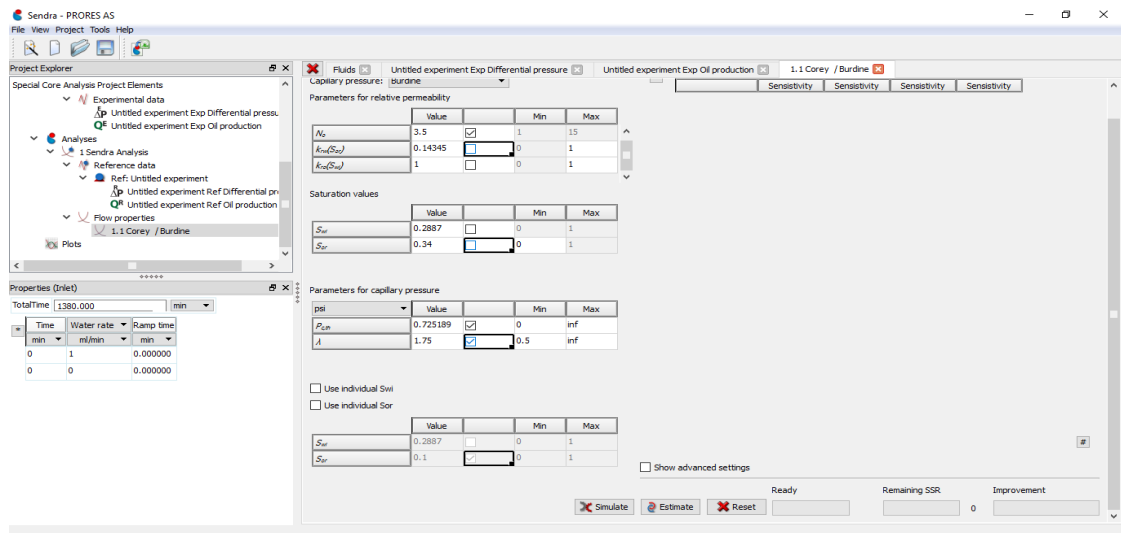 Sendra - PRORES AS
File View Project Tools Help
Project Explorer
Special Core Analysis Project Elements
Experimental data
Untitled experiment Exp Differential pressu
Untitled experiment Exp Oil production
Analyses
1 Sendra Analysis
Reference data
Ref: Untitled experiment
Untitled experiment Ref Differential pr
Untitled experiment Ref Oil production
Flow properties
1.1 Corey / Burdine
Plots
Properties (Inlet)
TotalTime 1380.000 min
* Time Water rate Ramp time
min ml/min min
0 1 0.000000
0 0 0.000000
Fluids Untitled experiment Exp Differential pressure Untitled experiment Exp Oil production 1.1 Corey / Burdine
Capillary pressure: Burdine
Sensistivity Sensistivity Sensistivity Sensistivity
Parameters for relative permeability
Value Min Max
No 3.5 1 15
krw(Sor) 0.14345 0 1
kro(Swi) 1 0 1
Saturation values
Value Min Max
Swi 0.2887 0 1
Sor 0.34 0 1
Parameters for capillary pressure
psi Value Min Max
0.725189 0 inf
λ 1.75 0.5 inf
Use individual Swi
Use individual Sor
Value Min Max
Swi 0.2887 0 1
Sor 0.1 0 1
#
Show advanced settings
Ready Remaining SSR Improvement
Simulate Estimate Reset 0